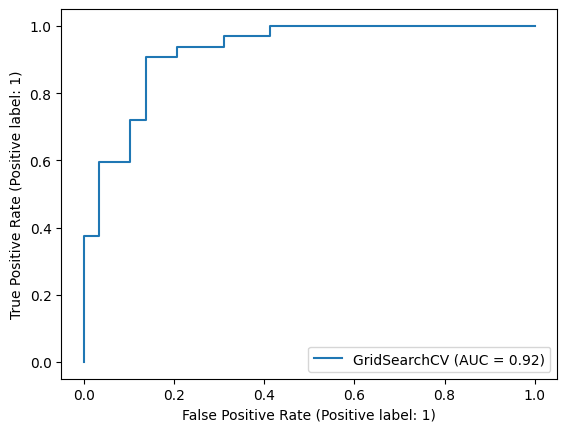 1.0
0.8
0.6
0.4
0.2
0.0
True Positive Rate (Positive label: 1)
GridSearchCV (AUC = 0.92)
0.0 0.2 0.4 0.6 0.8 1.0
False Positive Rate (Positive label: 1)